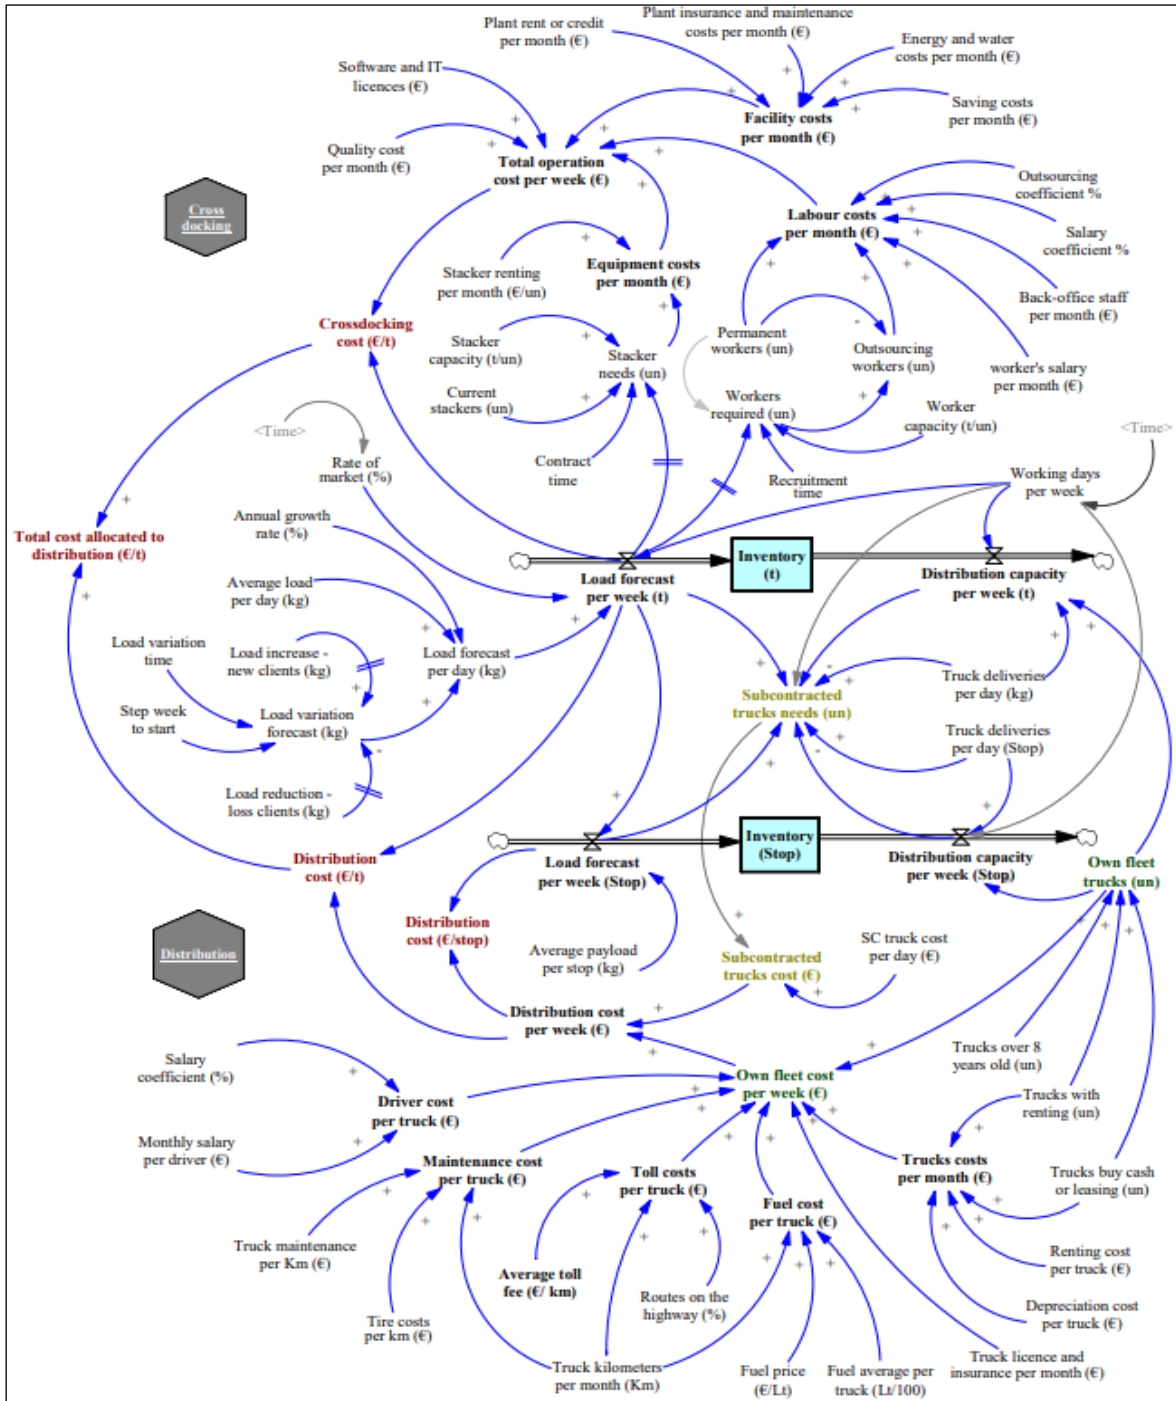 Plant rent or credit
per month (€)
Plant insurance and maintenance
costs per month (€)
Energy and water
costs per month (€)
Software and IT
licences (€)
Saving costs
per month (€)
Facility costs
per month (€)
Quality cost
per month (€)
Total operation
cost per week (€)
Outsourcing
coefficient %
Cross
docking
Labour costs
per month (€)
Salary
coefficient %
Stacker renting
per month (€/un)
Equipment costs
per month (€)
Back-office staff
per month (€)
Crossdocking
cost (€/t)
Stacker
capacity (t/un)
Permanent
workers (un)
Stacker
needs (un)
Outsourcing
workers (un)
worker's salary
per month (€)
Current
stackers (un)
Workers
required (un)
Worker
capacity (t/un)
<Time>
<Time>
Rate of
market (%)
Contract
time
Recruitment
time
Working days
per week
Annual growth
rate (%)
Total cost allocated to
distribution (€/t)
Inventory
(t)
Load forecast
per week (t)
Distribution capacity
per week (t)
Average load
per day (kg)
Load variation
time
Load increase -
new clients (kg)
Load forecast
per day (kg)
Truck deliveries
per day (kg)
Subcontracted
trucks needs (un)
Step week
to start
Load variation
forecast (kg)
Truck deliveries
per day (Stop)
Load reduction -
loss clients (kg)
Inventory
(Stop)
Distribution
cost (€/t)
Load forecast
per week (Stop)
Distribution capacity
per week (Stop)
Own fleet
trucks (un)
Distribution
cost (€/stop)
Distribution
Average payload
per stop (kg)
Subcontracted
trucks cost (€)
SC truck cost
per day (€)
Distribution cost
per week (€)
Salary
coefficient (%)
Trucks over 8
years old (un)
Own fleet cost
per week (€)
Driver cost
per truck (€)
Trucks with
renting (un)
Monthly salary
per driver (€)
Maintenance cost
per truck (€)
Toll costs
per truck (€)
Trucks costs
per month (€)
Trucks buy cash
or leasing (un)
Fuel cost
per truck (€)
Truck maintenance
per Km (€)
Average toll
fee (€/ km)
Renting cost
per truck (€)
Routes on the
highway (%)
Tire costs
per km (€)
Depreciation cost
per truck (€)
Truck kilometers
per month (Km)
Fuel price
(€/Lt)
Fuel average per
truck (Lt/100)
Truck licence and
insurance per month (€)